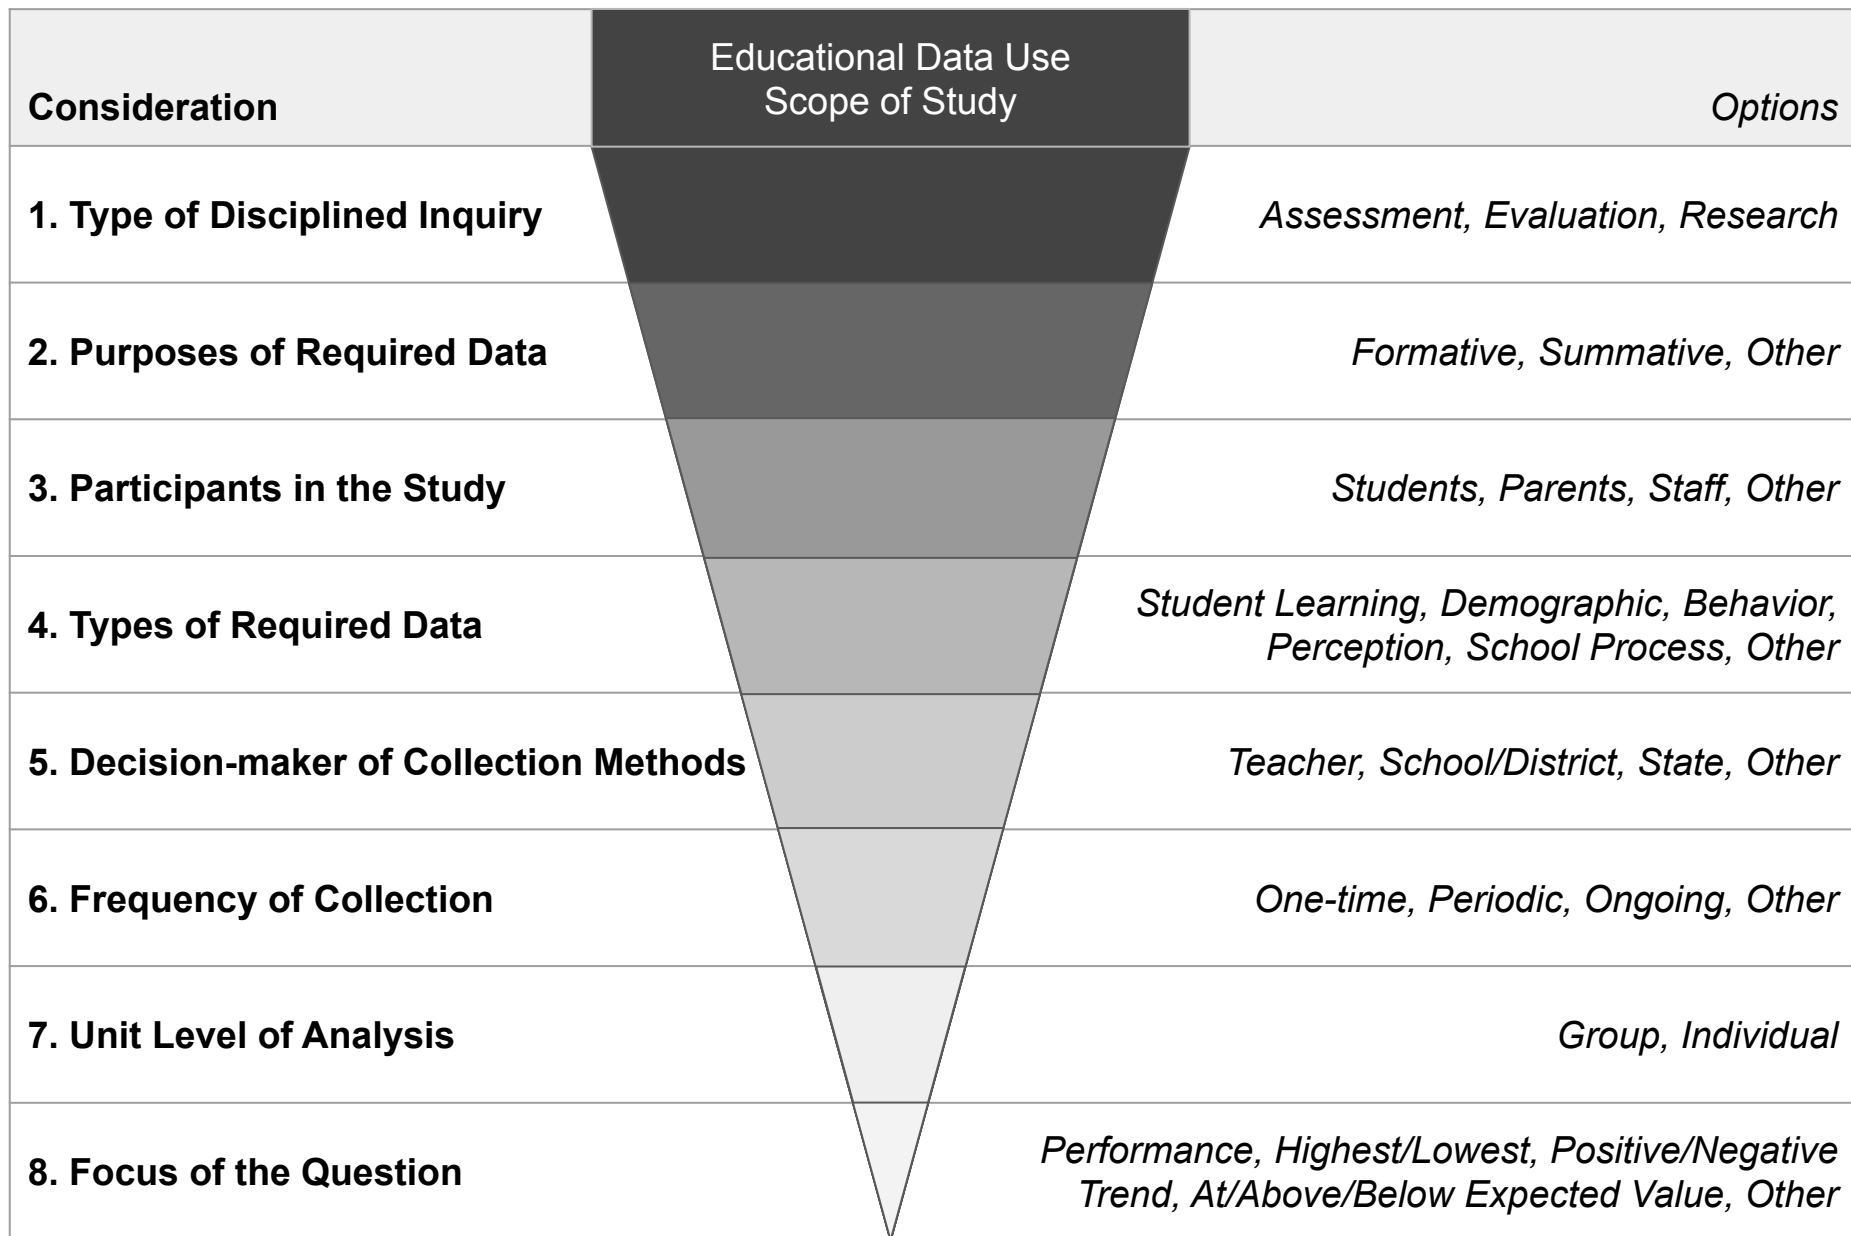 Consideration
Educational Data Use
Scope of Study
Options
1. Type of Disciplined Inquiry
Assessment, Evaluation, Research
2. Purposes of Required Data
Formative, Summative, Other
3. Participants in the Study
Students, Parents, Staff, Other
4. Types of Required Data
Student Learning, Demographic, Behavior,
Perception, School Process, Other
5. Decision-maker of Collection Methods
Teacher, School/District, State, Other
6. Frequency of Collection
One-time, Periodic, Ongoing, Other
7. Unit Level of Analysis
Group, Individual
8. Focus of the Question
Performance, Highest/Lowest, Positive/Negative
Trend, At/Above/Below Expected Value, Other